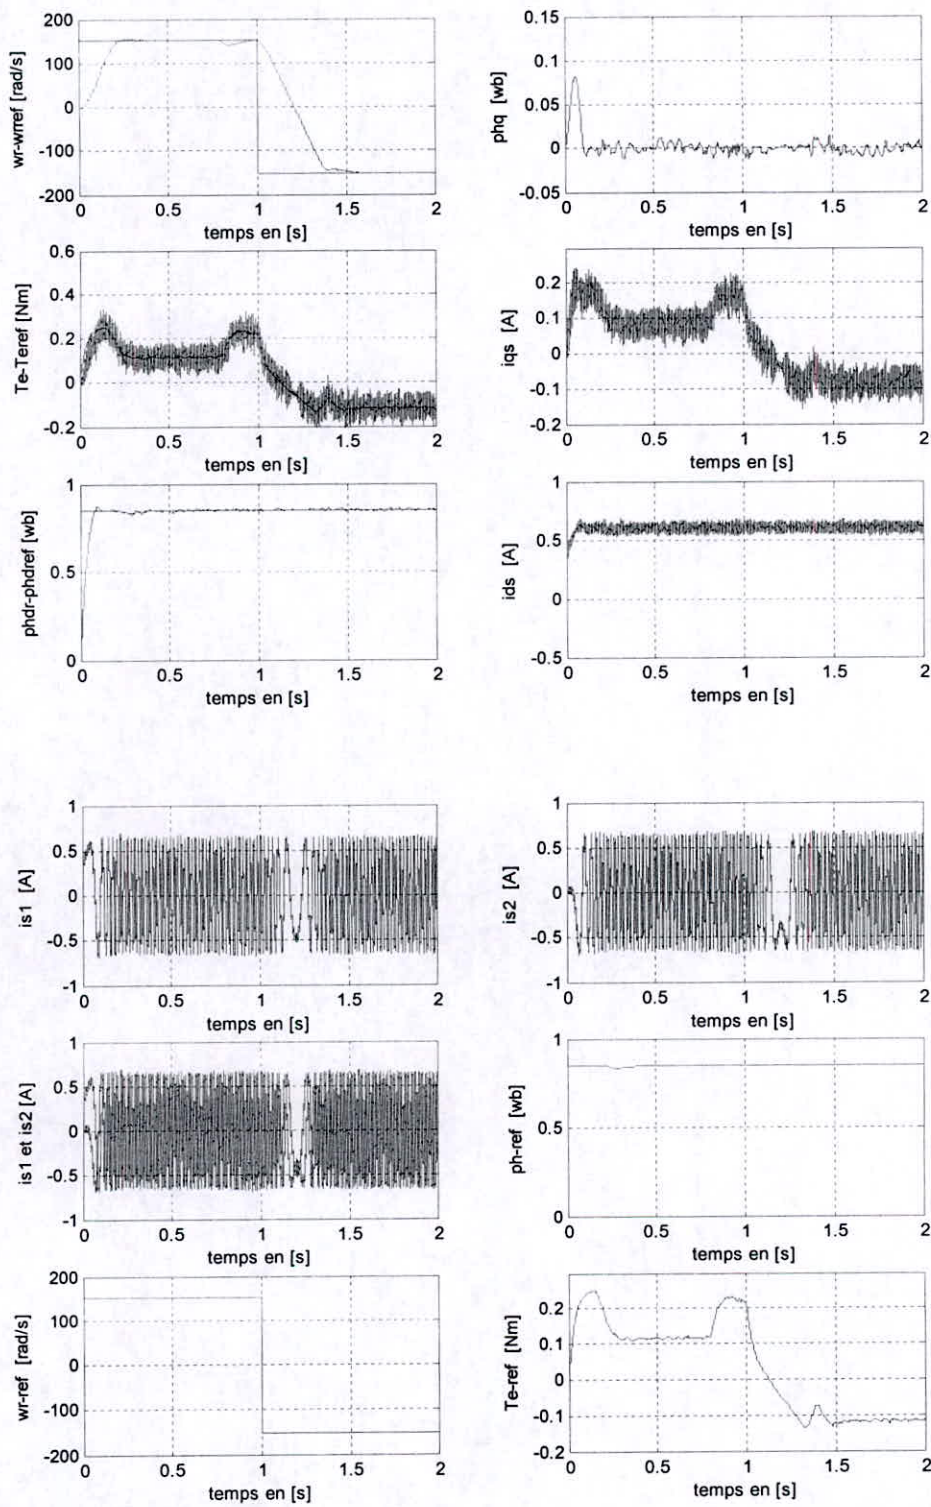 wr-wrref [rad/s]
200
100
0
-100
-200
0 0.5 1 1.5 2
temps en [s]
phq [wb]
0.15
0.1
0.05
0
-0.05
0 0.5 1 1.5 2
temps en [s]
Te-Teref [Nm]
0.6
0.4
0.2
0
-0.2
0 0.5 1 1.5 2
temps en [s]
iqs [A]
0.2
0.1
0
-0.1
-0.2
0 0.5 1 1.5 2
temps en [s]
phdr-phdref [wb]
1
0.5
0
0 0.5 1 1.5 2
temps en [s]
ids [A]
1
0.5
0
-0.5
0 0.5 1 1.5 2
temps en [s]
is1 [A]
1
0.5
0
-0.5
-1
0 0.5 1 1.5 2
temps en [s]
is2 [A]
1
0.5
0
-0.5
-1
0 0.5 1 1.5 2
temps en [s]
is1 et is2 [A]
1
0.5
0
-0.5
-1
0 0.5 1 1.5 2
temps en [s]
ph-ref [wb]
1
0.5
0
0 0.5 1 1.5 2
temps en [s]
wr-ref [rad/s]
200
100
0
-100
-200
0 0.5 1 1.5 2
temps en [s]
Te-ref [Nm]
0.2
0.1
0
-0.1
-0.2
0 0.5 1 1.5 2
temps en [s]